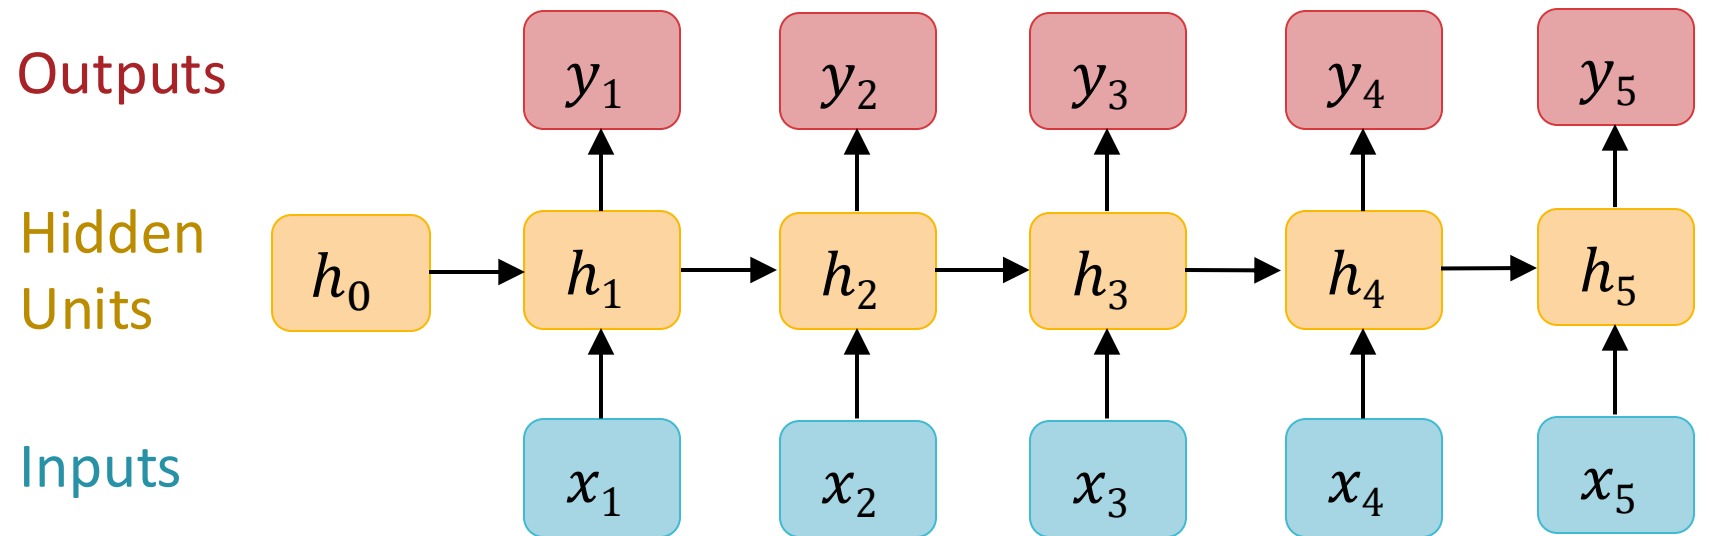 Outputs
y₁ y₂ y₃ y₄ y₅
Hidden
Units
h₀ h₁ h₂ h₃ h₄ h₅
Inputs
x₁ x₂ x₃ x₄ x₅